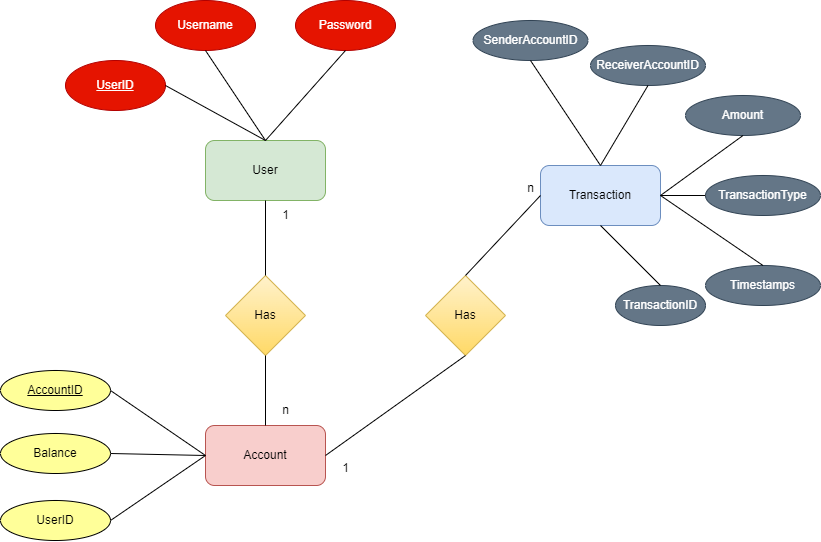 Username
Password
UserID
SenderAccountID
ReceiverAccountID
Amount
User
TransactionType
n
Transaction
1
Timestamps
TransactionID
Has
Has
AccountID
n
Balance
Account
1
UserID